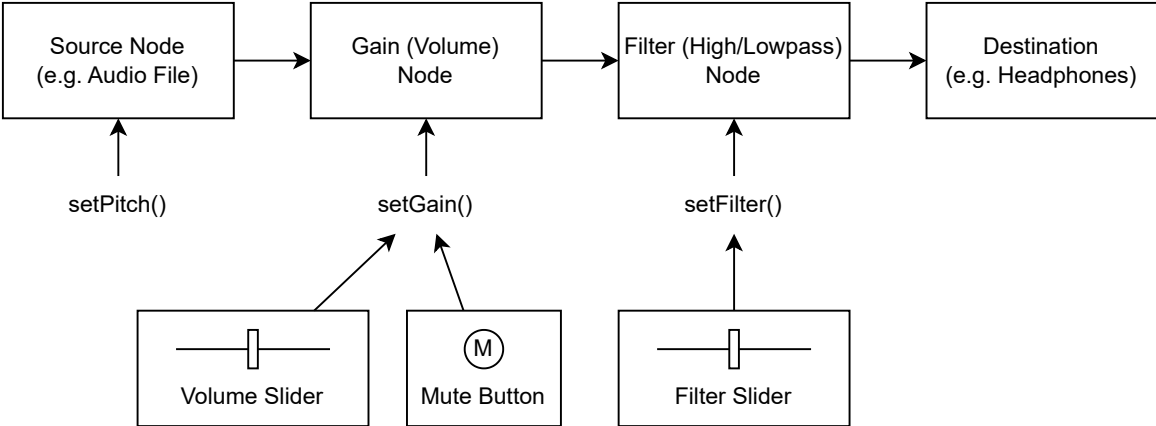 Source Node
(e.g. Audio File)
Gain (Volume)
Node
Filter (High/Lowpass)
Node
Destination
(e.g. Headphones)
setPitch()
setGain()
setFilter()
M
Volume Slider
Mute Button
Filter Slider